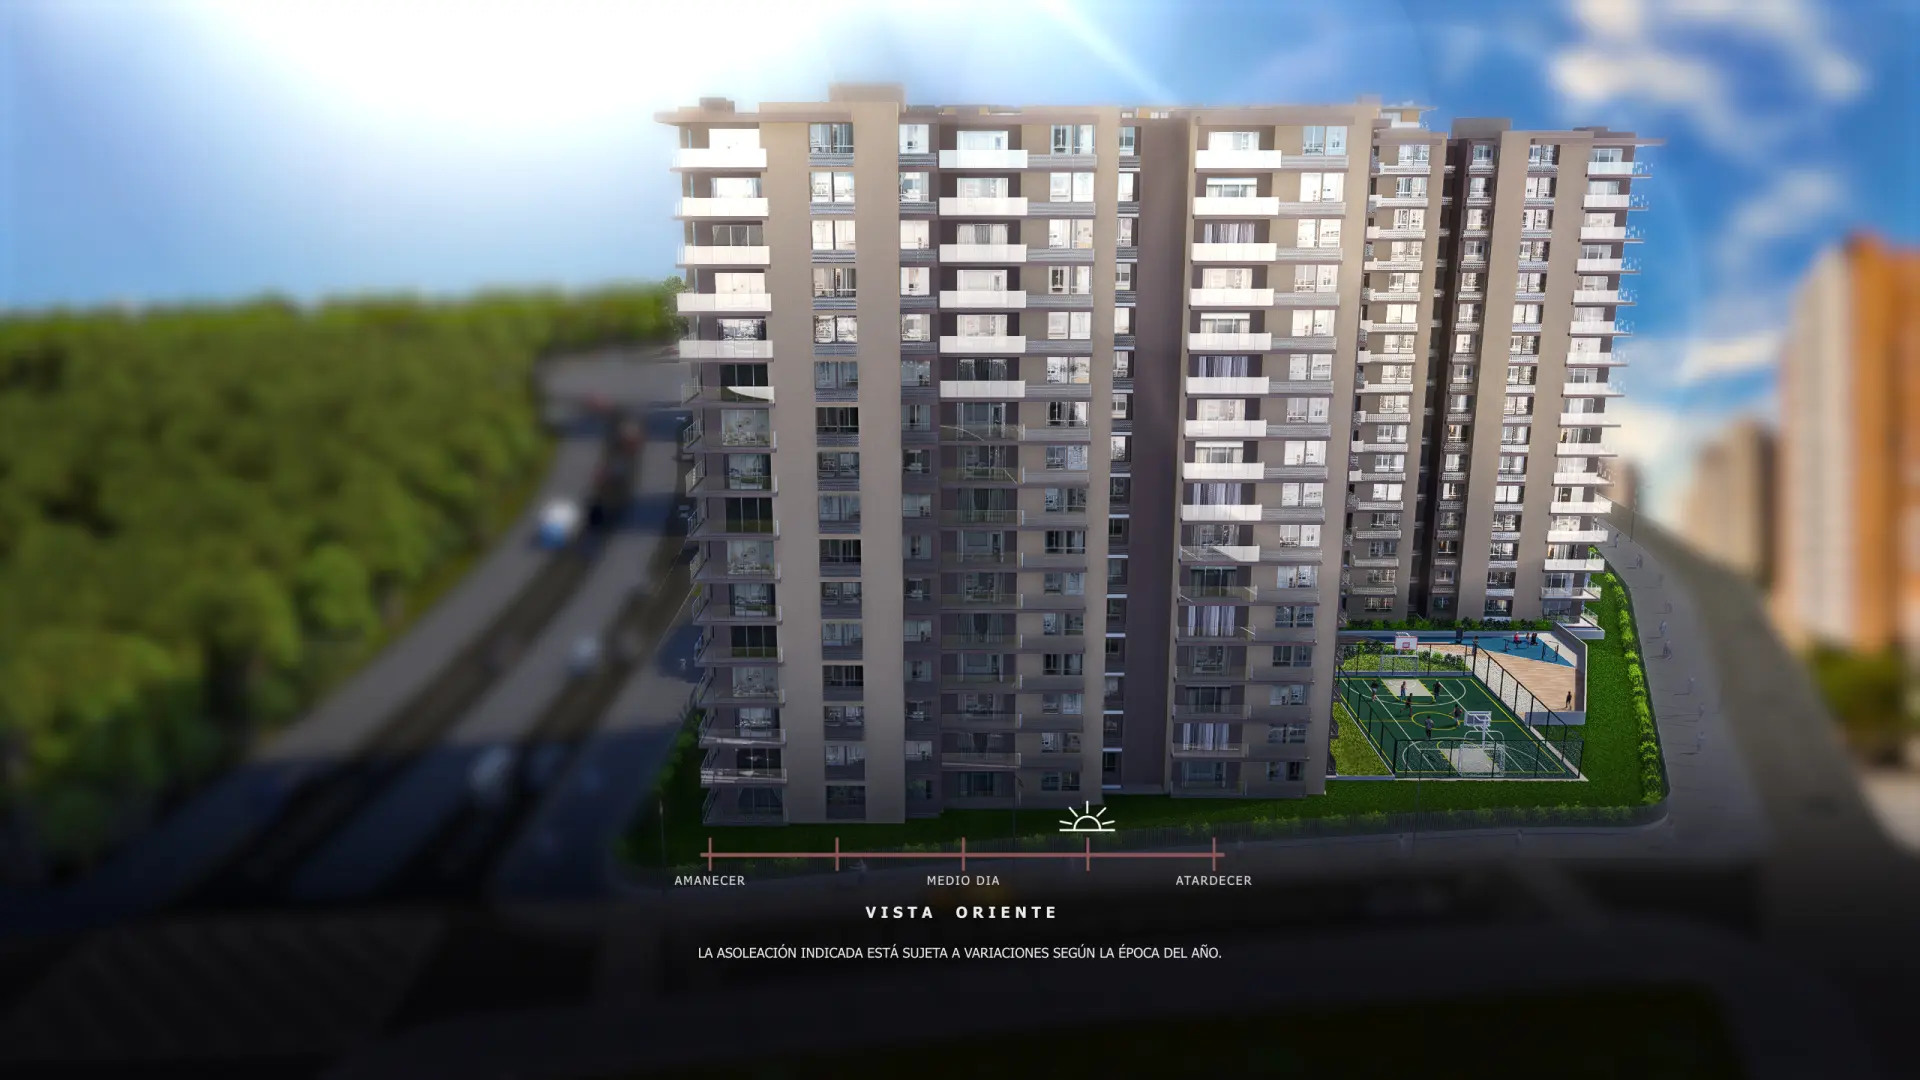 AMANECER MEDIO DIA ATARDECER
VISTA ORIENTE
LA ASOLEACIÓN INDICADA ESTÁ SUJETA A VARIACIONES SEGÚN LA ÉPOCA DEL AÑO.